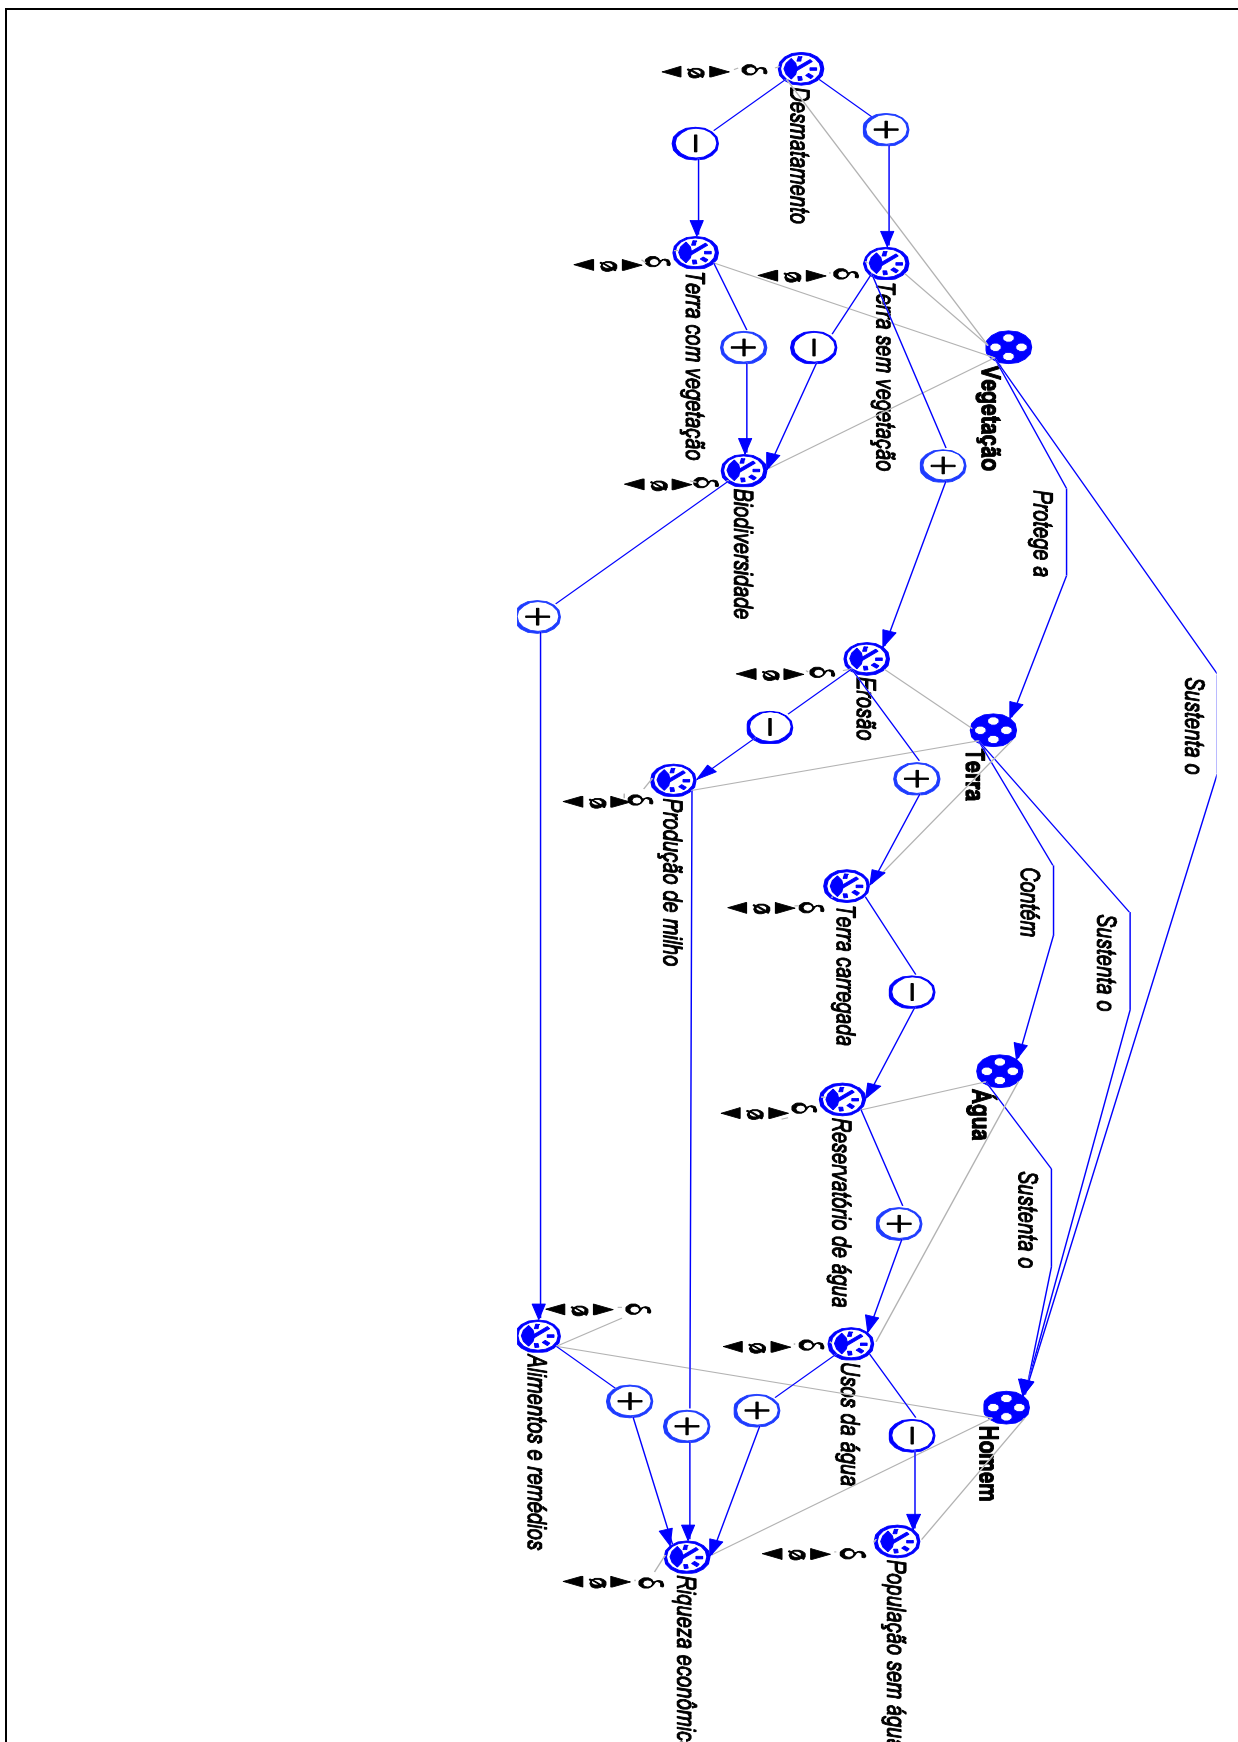 Desmatamento
δ
ø
+
−
Terra sem vegetação
δ
ø
Terra com vegetação
δ
ø
Vegetação
−
+
+
Biodiversidade
δ
ø
Protege a
Sustenta o
+
Erosão
δ
ø
Terra
−
+
Produção de milho
δ
ø
Terra carregada
δ
ø
Contém
Sustenta o
−
Água
Reservatório de água
δ
ø
Sustenta o
+
Usos da água
δ
ø
Alimentos e remédios
δ
ø
Homem
+
+
+
−
População sem água
δ
ø
Riqueza econômic
δ
ø